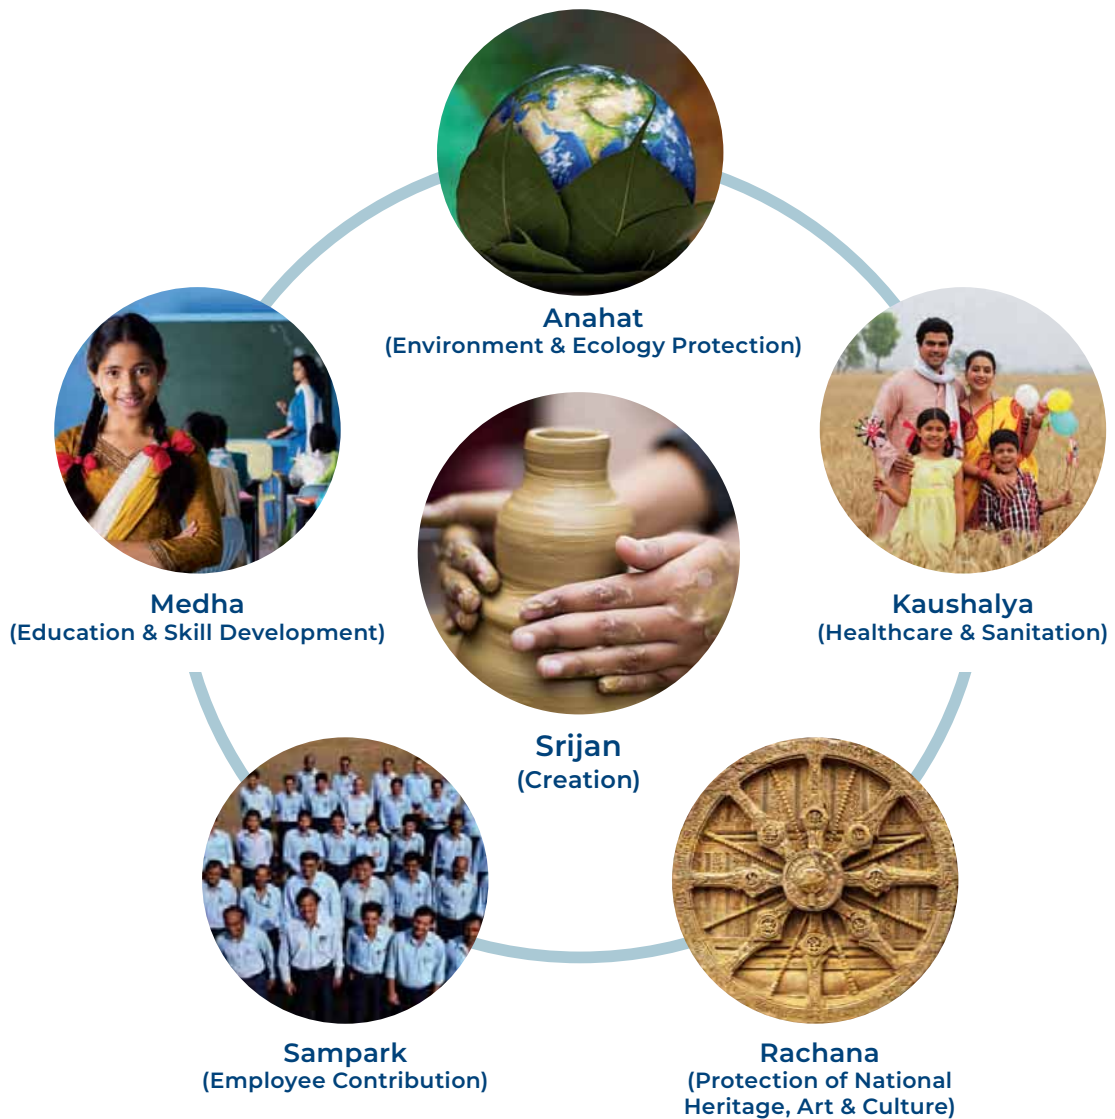 Anahat
(Environment & Ecology Protection)
Medha
(Education & Skill Development)
Kaushalya
(Healthcare & Sanitation)
Srijan
(Creation)
Sampark
(Employee Contribution)
Rachana
(Protection of National
Heritage, Art & Culture)